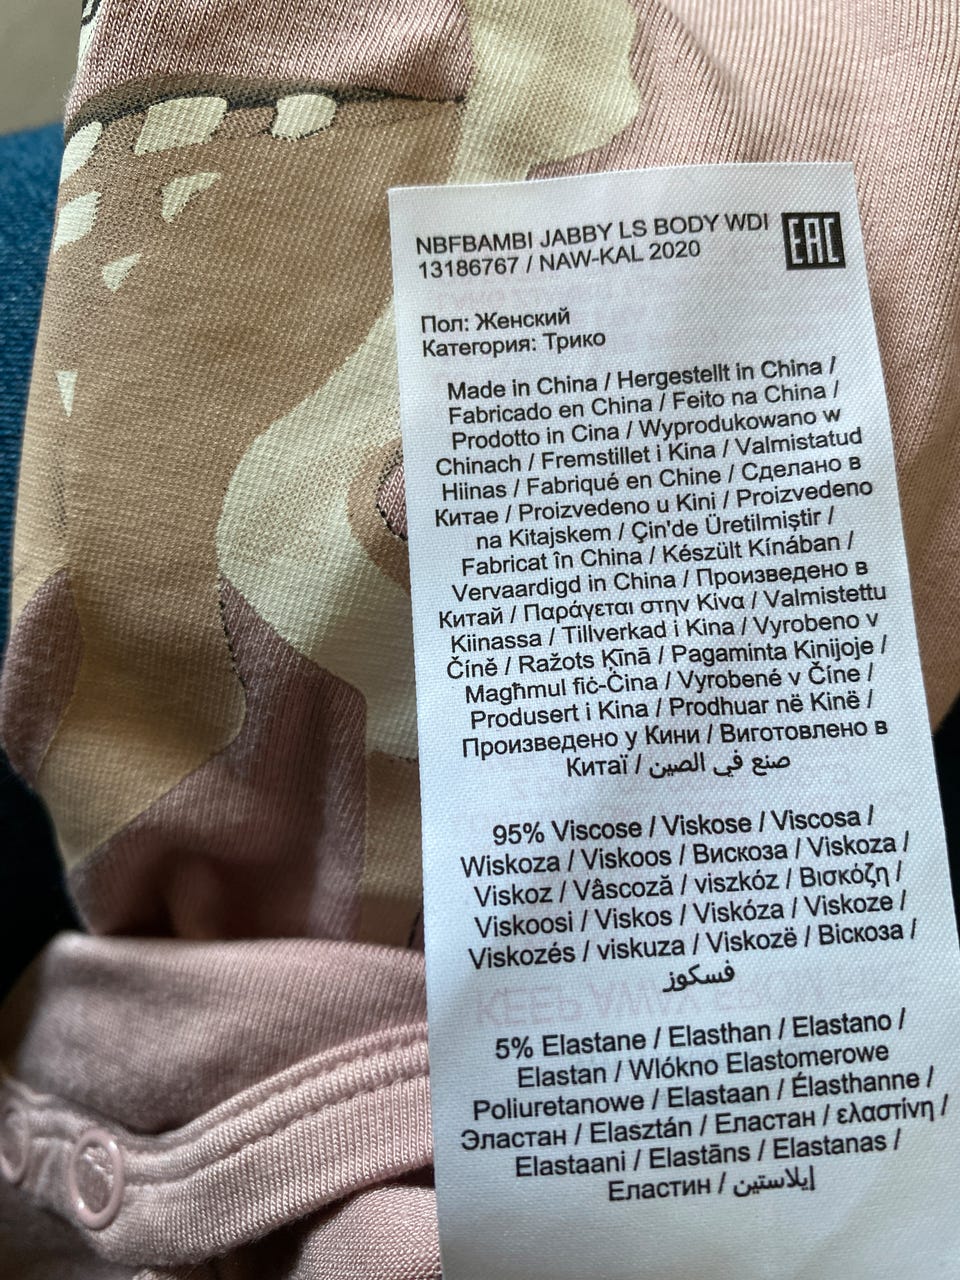 NBFBAMBI JABBY LS BODY WDI
13186767 / NAW-KAL 2020
EAC
Пол: Женский
Категория: Трико
Made in China / Hergestellt in China /
Fabricado en China / Feito na China /
Prodotto in Cina / Wyprodukowano w
Chinach / Fremstillet i Kina / Valmistatud
Hiinas / Fabriqué en Chine / Сделано в
Китае / Proizvedeno u Kini / Proizvedeno
na Kitajskem / Çin'de Üretilmiştir /
Fabricat în China / Készült Kínában /
Vervaardigd in China / Произведено в
Китай / Παράγεται στην Κίνα / Valmistettu
Kiinassa / Tillverkad i Kina / Vyrobeno v
Číně / Ražots Ķīnā / Pagaminta Kinijoje /
Magħmul fiċ-Ċina / Vyrobené v Číne /
Produsert i Kina / Prodhuar në Kinë /
Произведено у Кини / Виготовлено в
Китаї / صنع في الصين
95% Viscose / Viskose / Viscosa /
Wiskoza / Viskoos / Вискоза / Viskoza /
Viskoz / Vâscoză / viszkóz / Βισκόζη /
Viskoosi / Viskos / Viskóza / Viskoze /
Viskozés / viskuza / Viskozë / Віскоза /
فسكوز
5% Elastane / Elasthan / Elastano /
Elastan / Wlókno Elastomerowe
Poliuretanowe / Elastaan / Élasthanne /
Эластан / Elasztán / Еластан / ελαστίνη /
Elastaani / Elastāns / Elastanas /
Еластин / إيلاستين